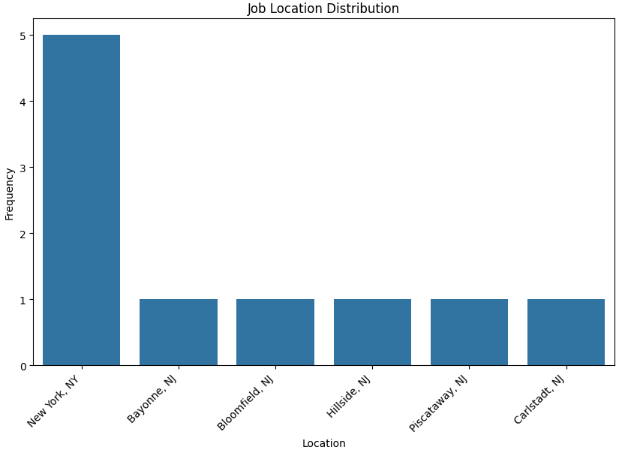 Job Location Distribution
Frequency
5
4
3
2
1
0
New York, NY
Bayonne, NJ
Bloomfield, NJ
Hillside, NJ
Piscataway, NJ
Carlstadt, NJ
Location